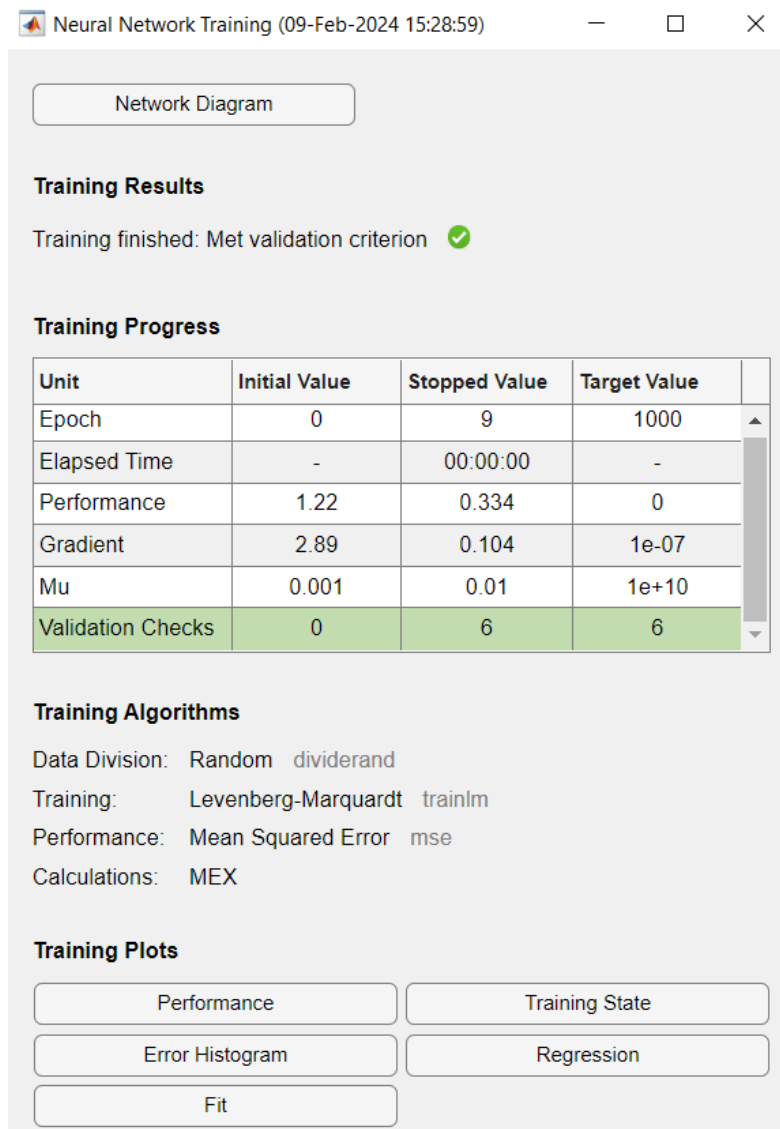 Neural Network Training (09-Feb-2024 15:28:59)
Network Diagram
Training Results
Training finished: Met validation criterion
Training Progress
Unit Initial Value Stopped Value Target Value
Epoch 0 9 1000
Elapsed Time - 00:00:00 -
Performance 1.22 0.334 0
Gradient 2.89 0.104 1e-07
Mu 0.001 0.01 1e+10
Validation Checks 0 6 6
Training Algorithms
Data Division: Random dividerand
Training: Levenberg-Marquardt trainlm
Performance: Mean Squared Error mse
Calculations: MEX
Training Plots
Performance Training State
Error Histogram Regression
Fit